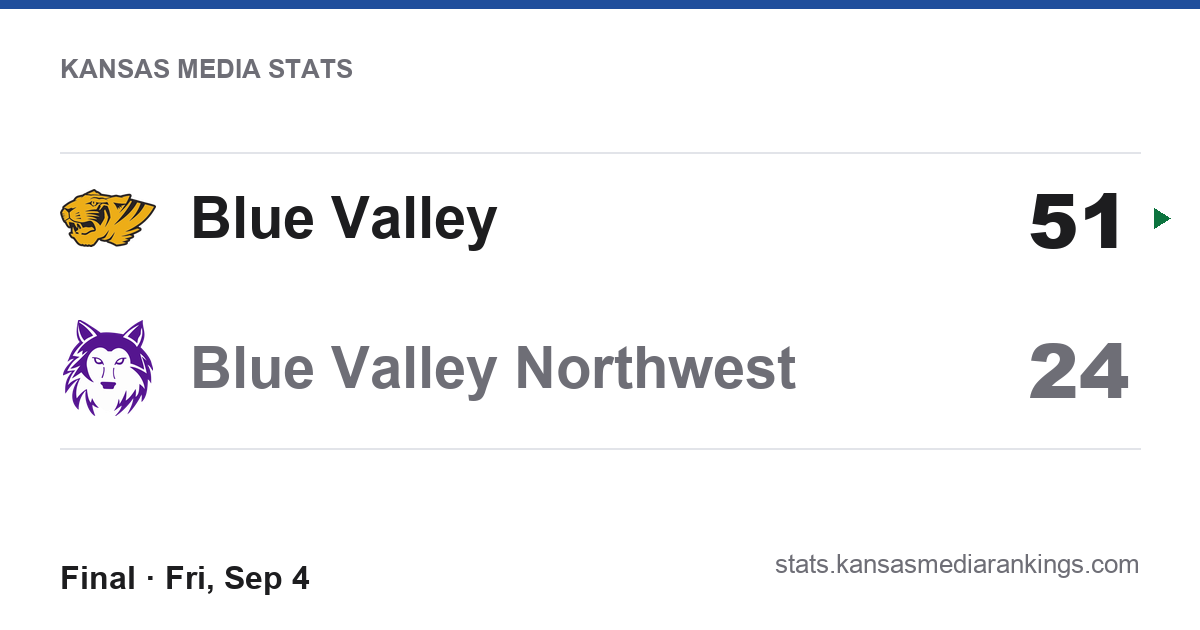 KANSAS MEDIA STATS
Blue Valley 51
Blue Valley Northwest 24
Final · Fri, Sep 4
stats.kansasmediarankings.com